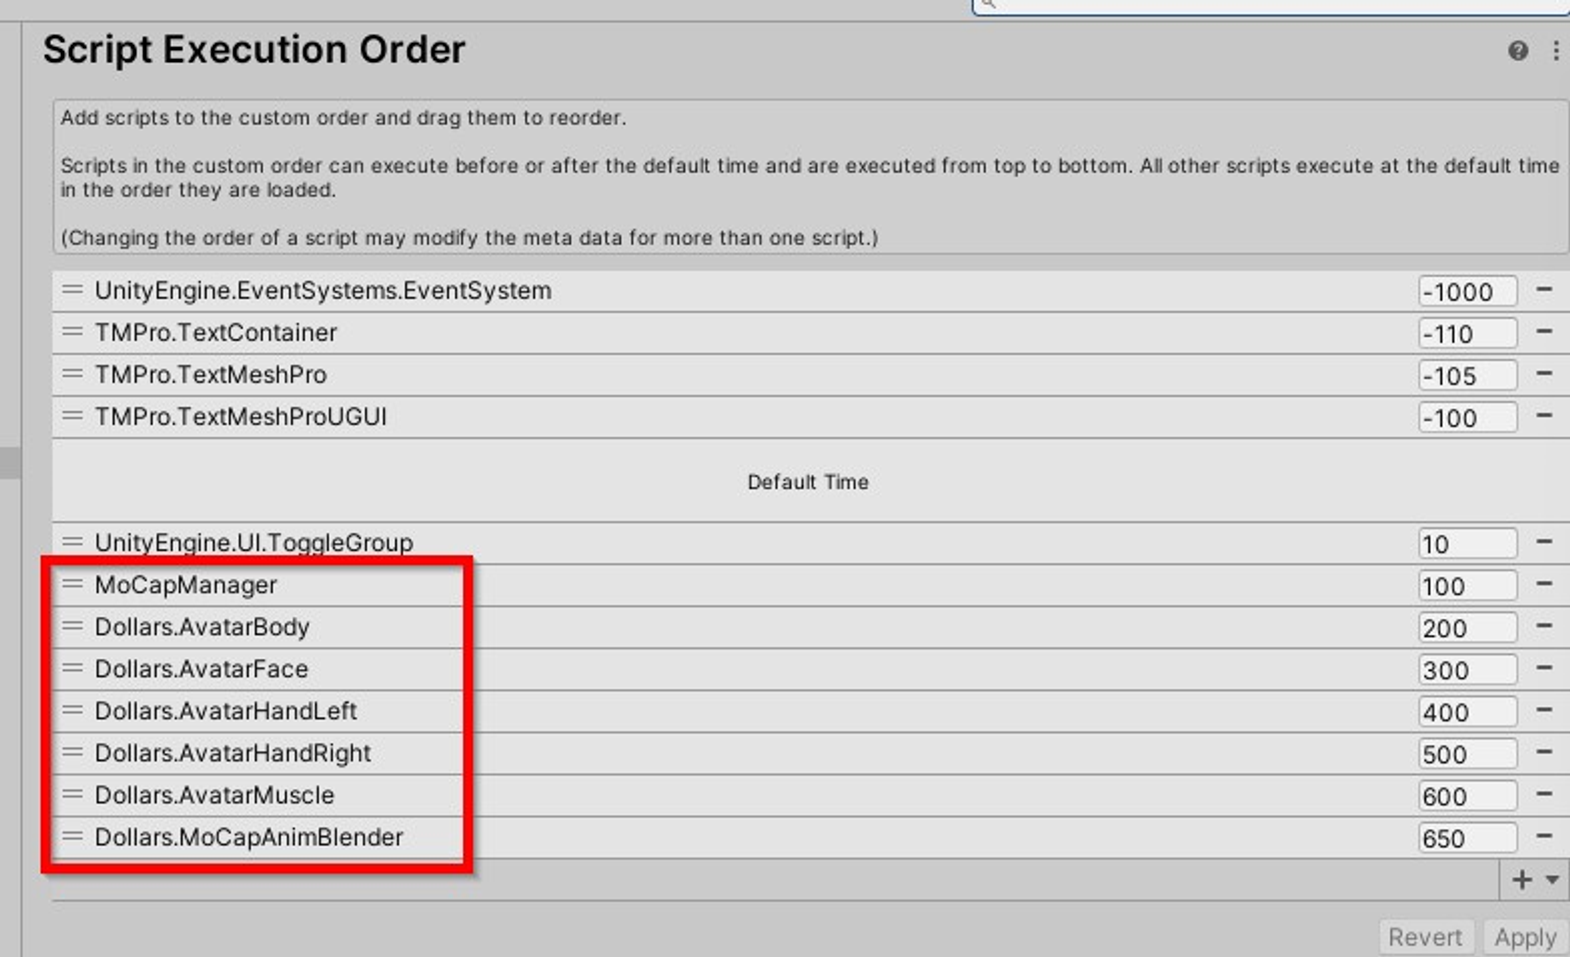 Script Execution Order
Add scripts to the custom order and drag them to reorder.
Scripts in the custom order can execute before or after the default time and are executed from top to bottom. All other scripts execute at the default time
in the order they are loaded.
(Changing the order of a script may modify the meta data for more than one script.)
UnityEngine.EventSystems.EventSystem -1000
TMPro.TextContainer -110
TMPro.TextMeshPro -105
TMPro.TextMeshProUGUI -100
Default Time
UnityEngine.UI.ToggleGroup 10
MoCapManager 100
Dollars.AvatarBody 200
Dollars.AvatarFace 300
Dollars.AvatarHandLeft 400
Dollars.AvatarHandRight 500
Dollars.AvatarMuscle 600
Dollars.MoCapAnimBlender 650
Revert Apply